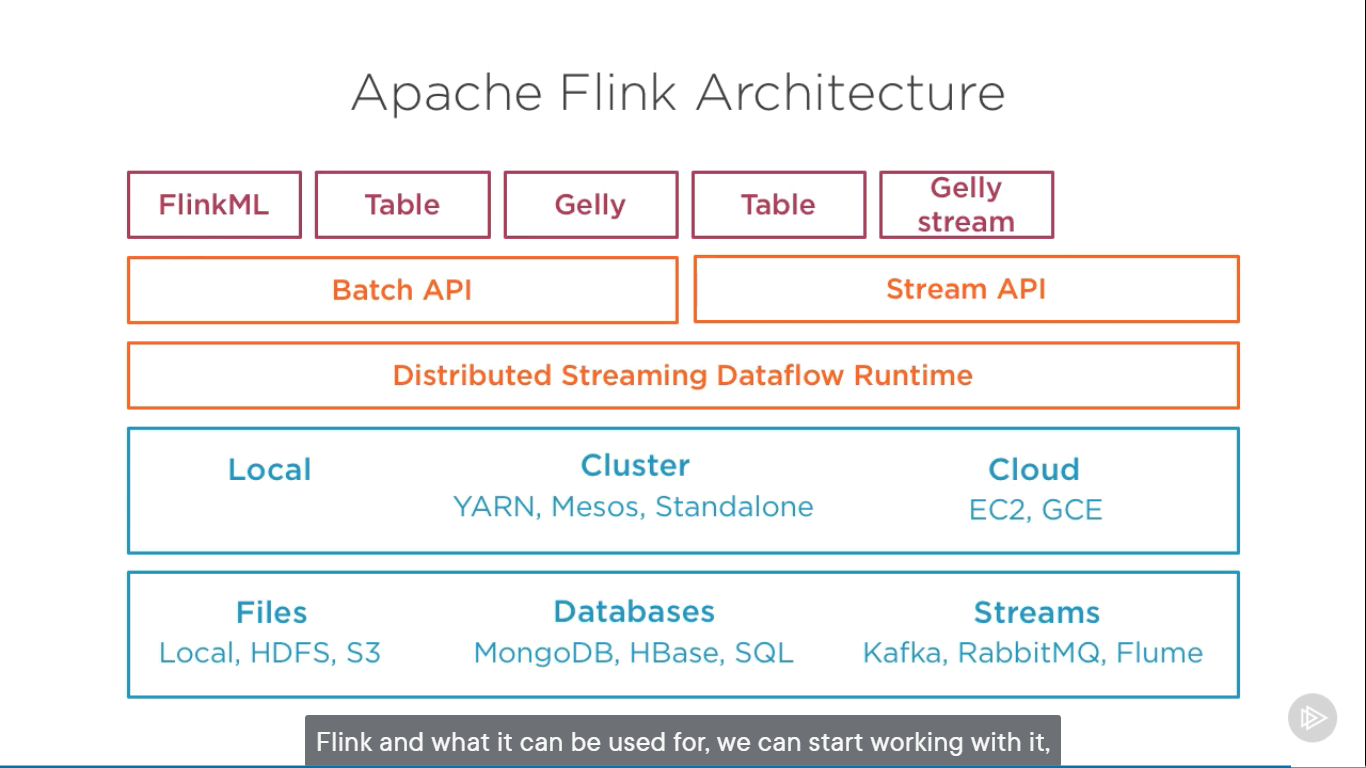 Apache Flink Architecture
FlinkML
Table
Gelly
Table
Gelly
stream
Batch API
Stream API
Distributed Streaming Dataflow Runtime
Local
Cluster
YARN, Mesos, Standalone
Cloud
EC2, GCE
Files
Local, HDFS, S3
Databases
MongoDB, HBase, SQL
Streams
Kafka, RabbitMQ, Flume
Flink and what it can be used for, we can start working with it,